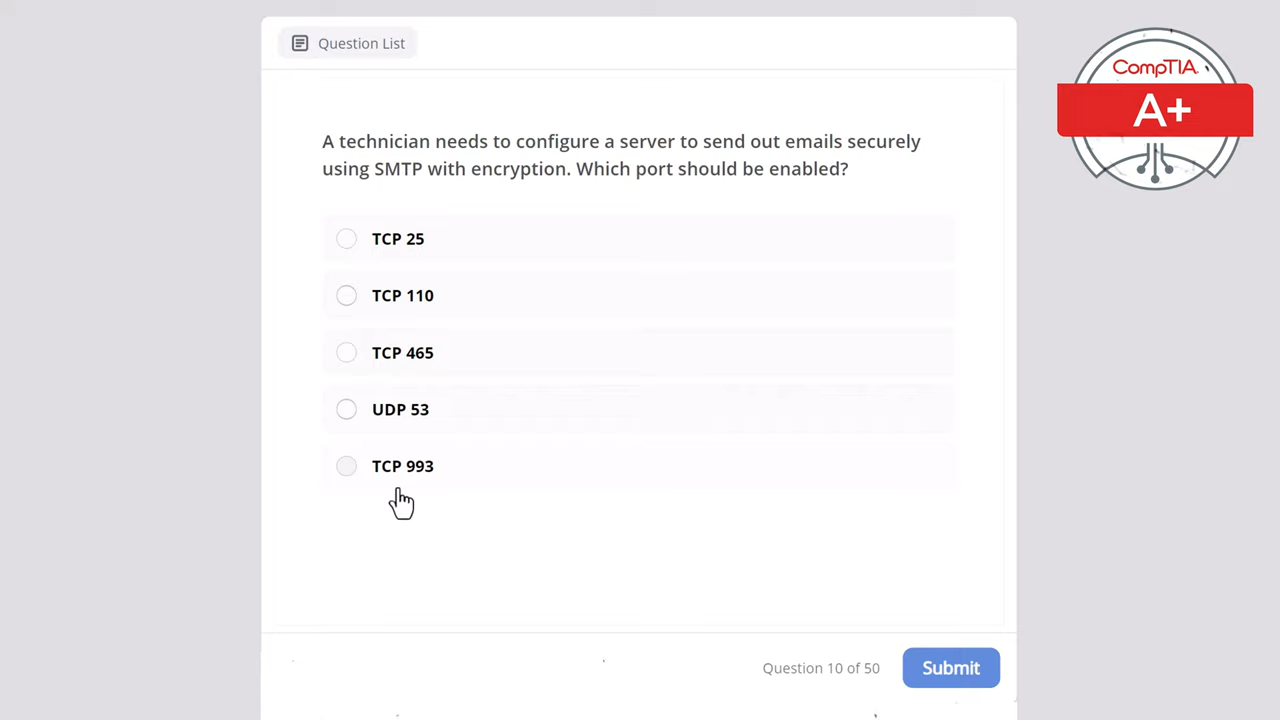 Question List
CompTIA.
A+
A technician needs to configure a server to send out emails securely
using SMTP with encryption. Which port should be enabled?
TCP 25
TCP 110
TCP 465
UDP 53
TCP 993
Question 10 of 50
Submit